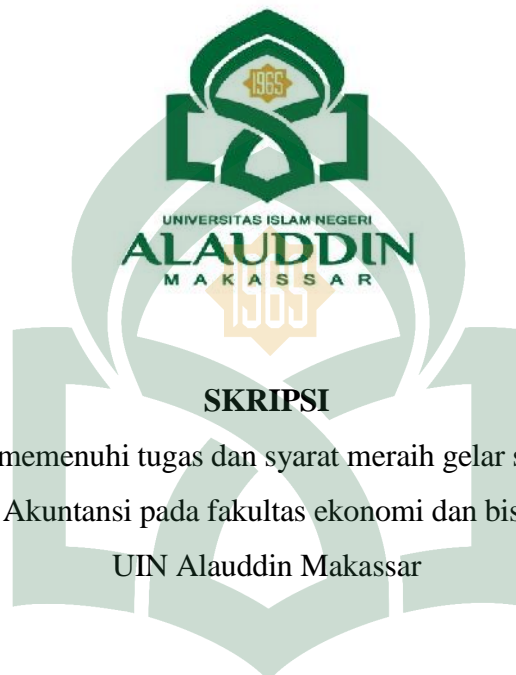 1965
UNIVERSITAS ISLAM NEGERI
ALAUDDIN
MAKASSAR
1965
SKRIPSI
memenuhi tugas dan syarat meraih gelar s
Akuntansi pada fakultas ekonomi dan bis
UIN Alauddin Makassar